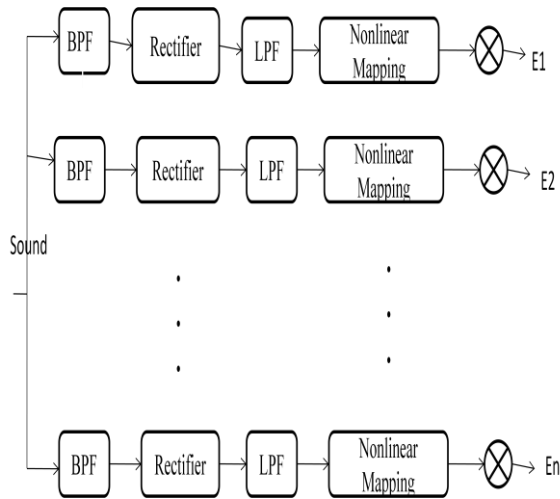 BPF
Rectifier
LPF
Nonlinear
Mapping
E1
BPF
Rectifier
LPF
Nonlinear
Mapping
E2
Sound
BPF
Rectifier
LPF
Nonlinear
Mapping
En